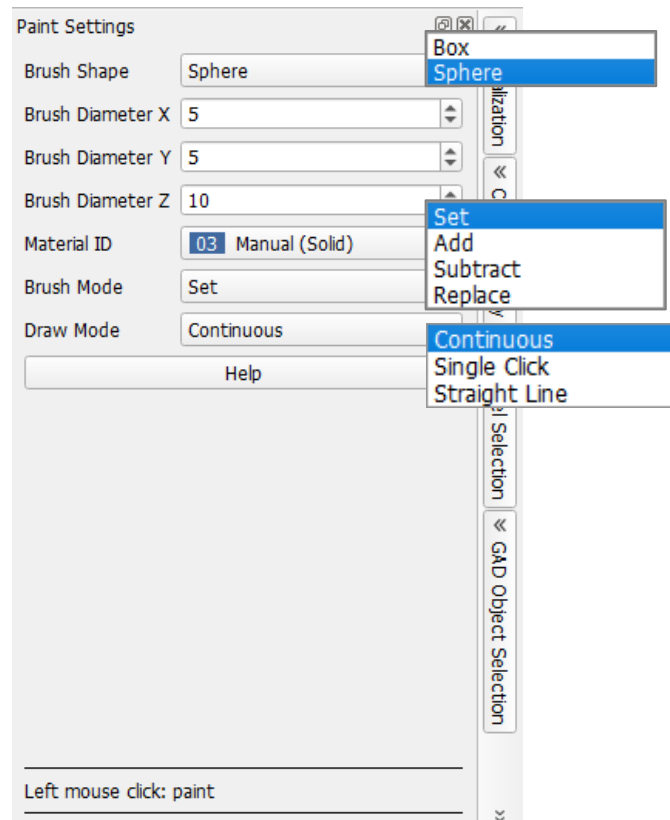 Paint Settings
Box
Sphere
Brush Shape Sphere
Brush Diameter X 5
Brush Diameter Y 5
Brush Diameter Z 10
Set
Add
Subtract
Replace
Material ID 03 Manual (Solid)
Brush Mode Set
Draw Mode Continuous
Continuous
Single Click
Straight Line
Help
Selection
GAD Object Selection
Left mouse click: paint